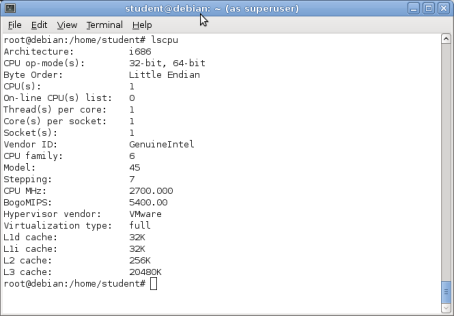 student@debian: ~ (as superuser)
File Edit View Terminal Help
root@debian:/home/student# lscpu
Architecture:          i686
CPU op-mode(s):        32-bit, 64-bit
Byte Order:            Little Endian
CPU(s):                1
On-line CPU(s) list:   0
Thread(s) per core:    1
Core(s) per socket:    1
Socket(s):             1
Vendor ID:             GenuineIntel
CPU family:            6
Model:                 45
Stepping:              7
CPU MHz:               2700.000
BogoMIPS:              5400.00
Hypervisor vendor:     VMware
Virtualization type:   full
L1d cache:             32K
L1i cache:             32K
L2 cache:              256K
L3 cache:              20480K
root@debian:/home/student#